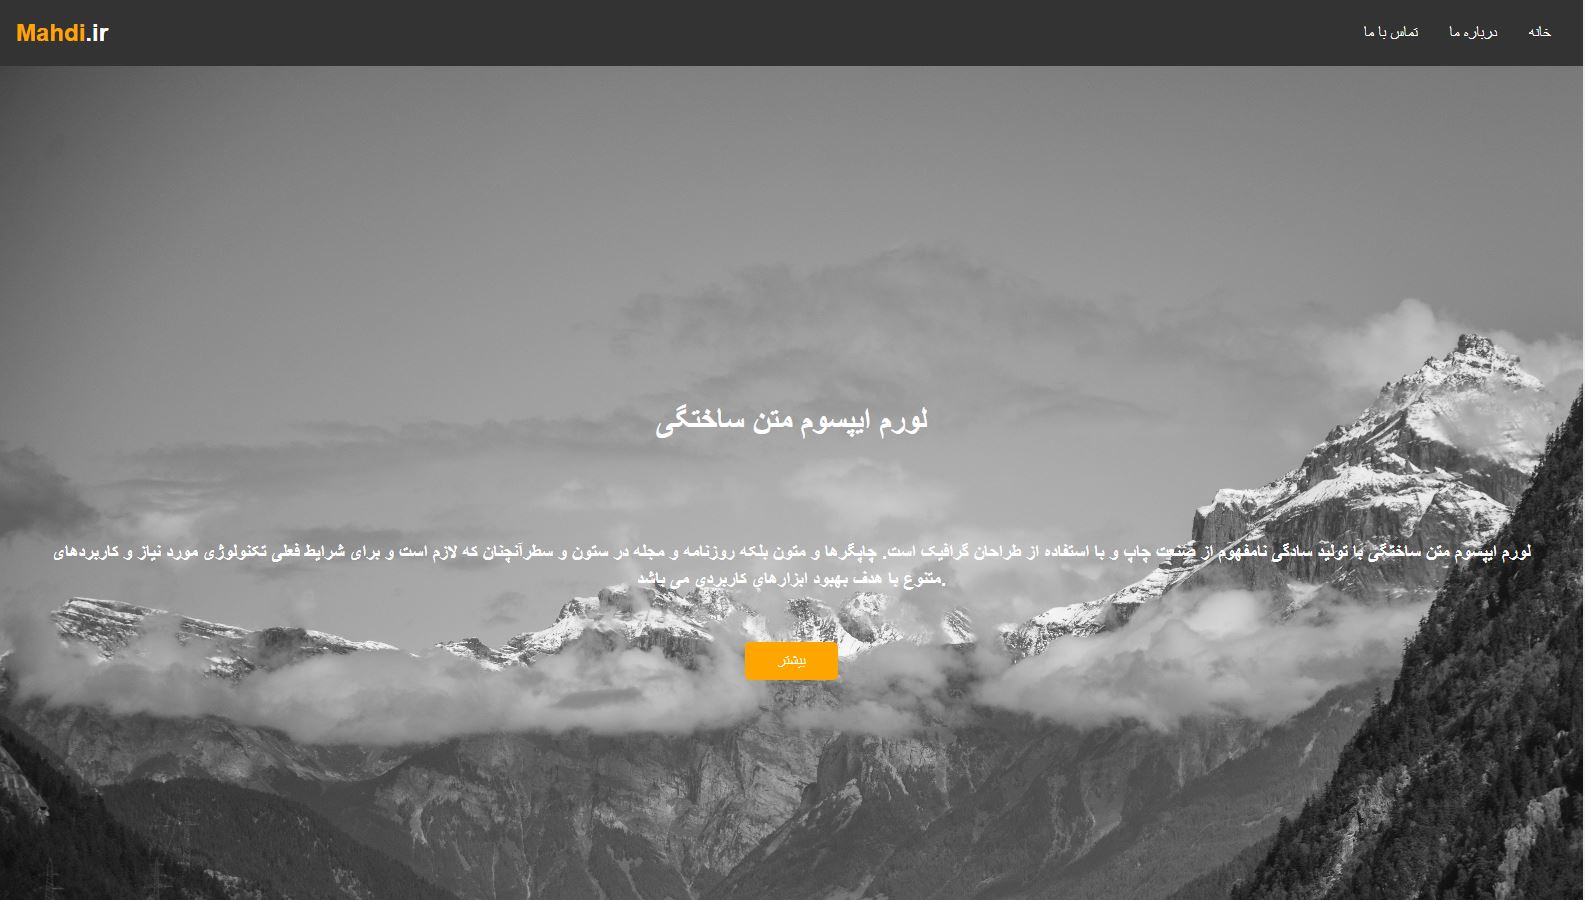 Mahdi.ir
خانه
درباره ما
تماس با ما
لورم ایپسوم متن ساختگی
لورم ایپسوم متن ساختگی با تولید سادگی نامفهوم از صنعت چاپ و با استفاده از طراحان گرافیک است. چاپگرها و متون بلکه روزنامه و مجله در ستون و سطرآنچنان که لازم است و برای شرایط فعلی تکنولوژی مورد نیاز و کاربردهای
متنوع با هدف بهبود ابزارهای کاربردی می باشد.
بیشتر